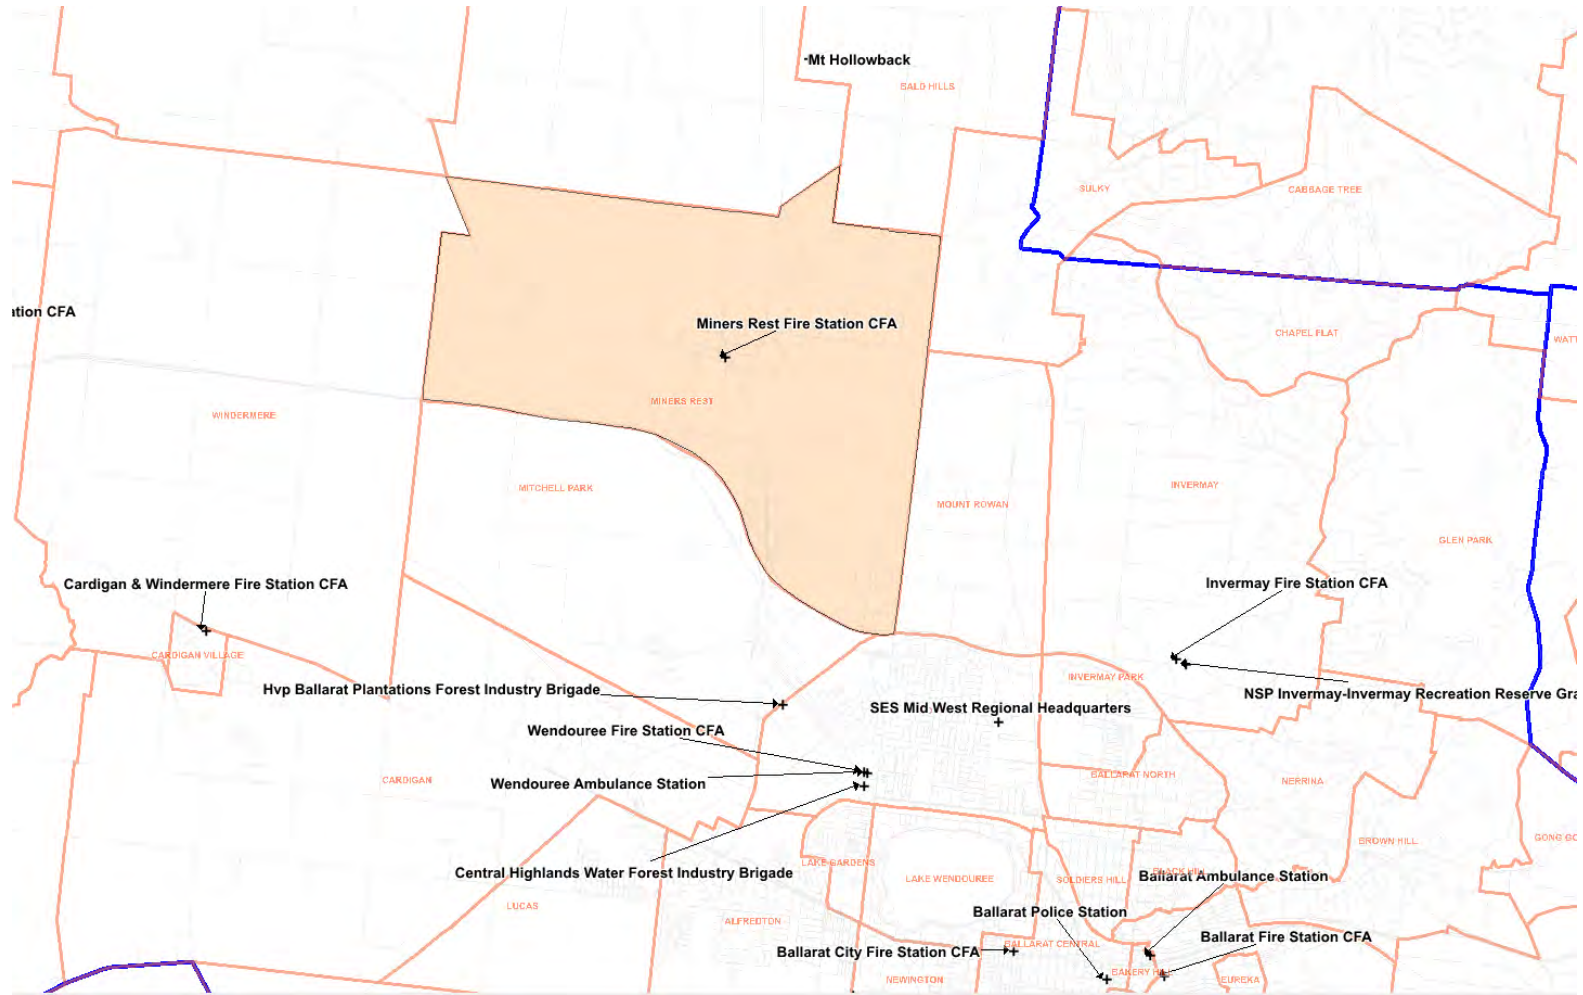 Mt Hollowback
BALD HILLS
SULKY
CABBAGE TREE
ation CFA
Miners Rest Fire Station CFA
CHAPEL FLAT
WATT
MINERS REST
WINDERMERE
MITCHELL PARK
INVERMAY
MOUNT ROWAN
GLEN PARK
Cardigan & Windermere Fire Station CFA
Invermay Fire Station CFA
CARDIGAN VILLAGE
INVERMAY PARK
Hvp Ballarat Plantations Forest Industry Brigade
NSP Invermay-Invermay Recreation Reserve Gra
SES Mid West Regional Headquarters
Wendouree Fire Station CFA
BALLARAT NORTH
CARDIGAN
NERRINA
Wendouree Ambulance Station
BROWN HILL
GONG GO
LAKE GARDENS
Central Highlands Water Forest Industry Brigade
LAKE WENDOUREE
SOLDIERS HILL
BLACK HILL
Ballarat Ambulance Station
LUCAS
ALFREDTON
Ballarat Police Station
Ballarat Fire Station CFA
BALLARAT CENTRAL
Ballarat City Fire Station CFA
BAKERY HILL
NEWINGTON
EUREKA